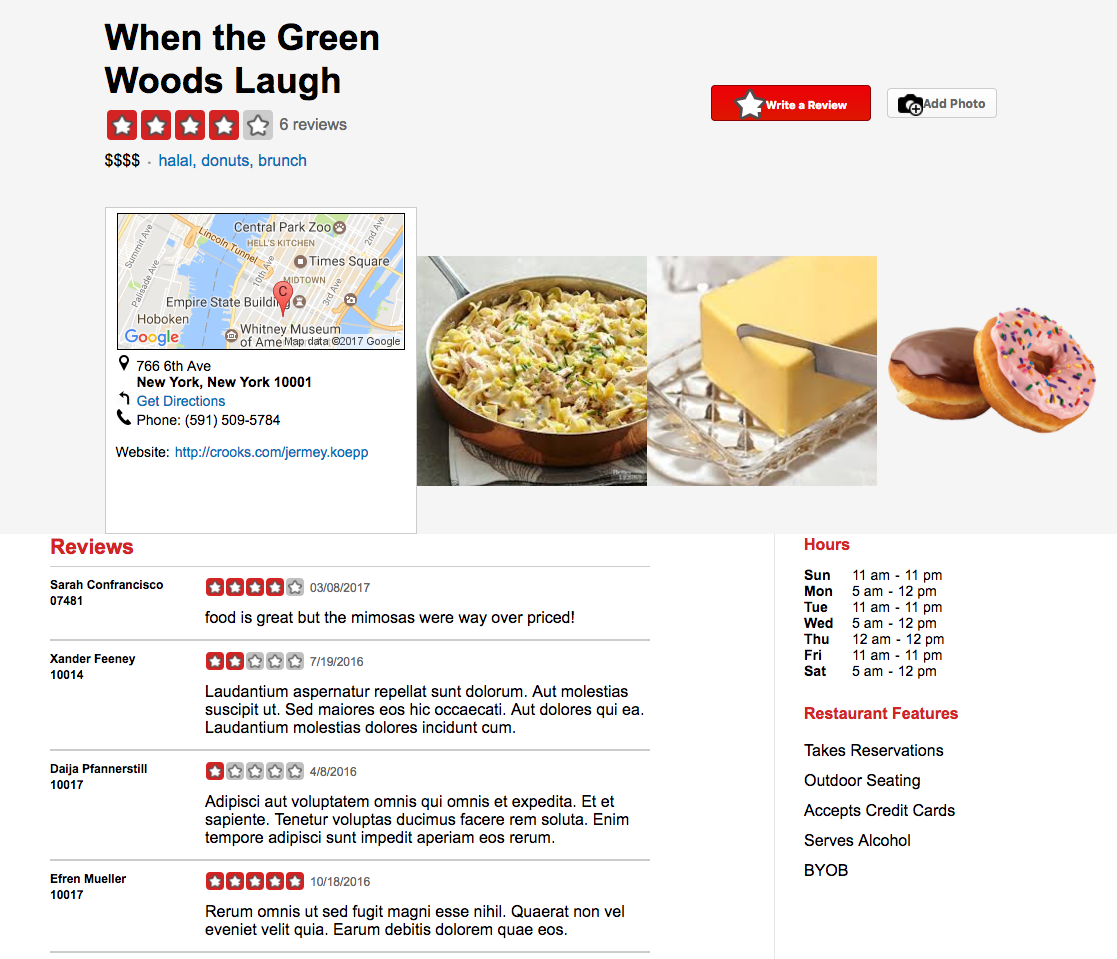 When the Green
Woods Laugh
6 reviews
Write a Review
Add Photo
$$$$ · halal, donuts, brunch
Central Park Zoo
2nd Ave
Summit Ave
Lincoln Tunnel
HELL'S KITCHEN
10th Ave
Times Square
Palisade Ave
MIDTOWN
C
3rd Ave
Empire State Building
Hoboken
Whitney Museum
of Ame
Google
Map data ©2017 Google
766 6th Ave
New York, New York 10001
Get Directions
Phone: (591) 509-5784
Website: http://crooks.com/jermey.koepp
Reviews
Sarah Confrancisco
07481
03/08/2017
food is great but the mimosas were way over priced!
Xander Feeney
10014
7/19/2016
Laudantium aspernatur repellat sunt dolorum. Aut molestias
suscipit ut. Sed maiores eos hic occaecati. Aut dolores qui ea.
Laudantium molestias dolores incidunt cum.
Daija Pfannerstill
10017
4/8/2016
Adipisci aut voluptatem omnis qui omnis et expedita. Et et
sapiente. Tenetur voluptas ducimus facere rem soluta. Enim
tempore adipisci sunt impedit aperiam eos rerum.
Efren Mueller
10017
10/18/2016
Rerum omnis ut sed fugit magni esse nihil. Quaerat non vel
eveniet velit quia. Earum debitis dolorem quae eos.
Hours
Sun 11 am - 11 pm
Mon 5 am - 12 pm
Tue 11 am - 11 pm
Wed 5 am - 12 pm
Thu 12 am - 12 pm
Fri 11 am - 11 pm
Sat 5 am - 12 pm
Restaurant Features
Takes Reservations
Outdoor Seating
Accepts Credit Cards
Serves Alcohol
BYOB